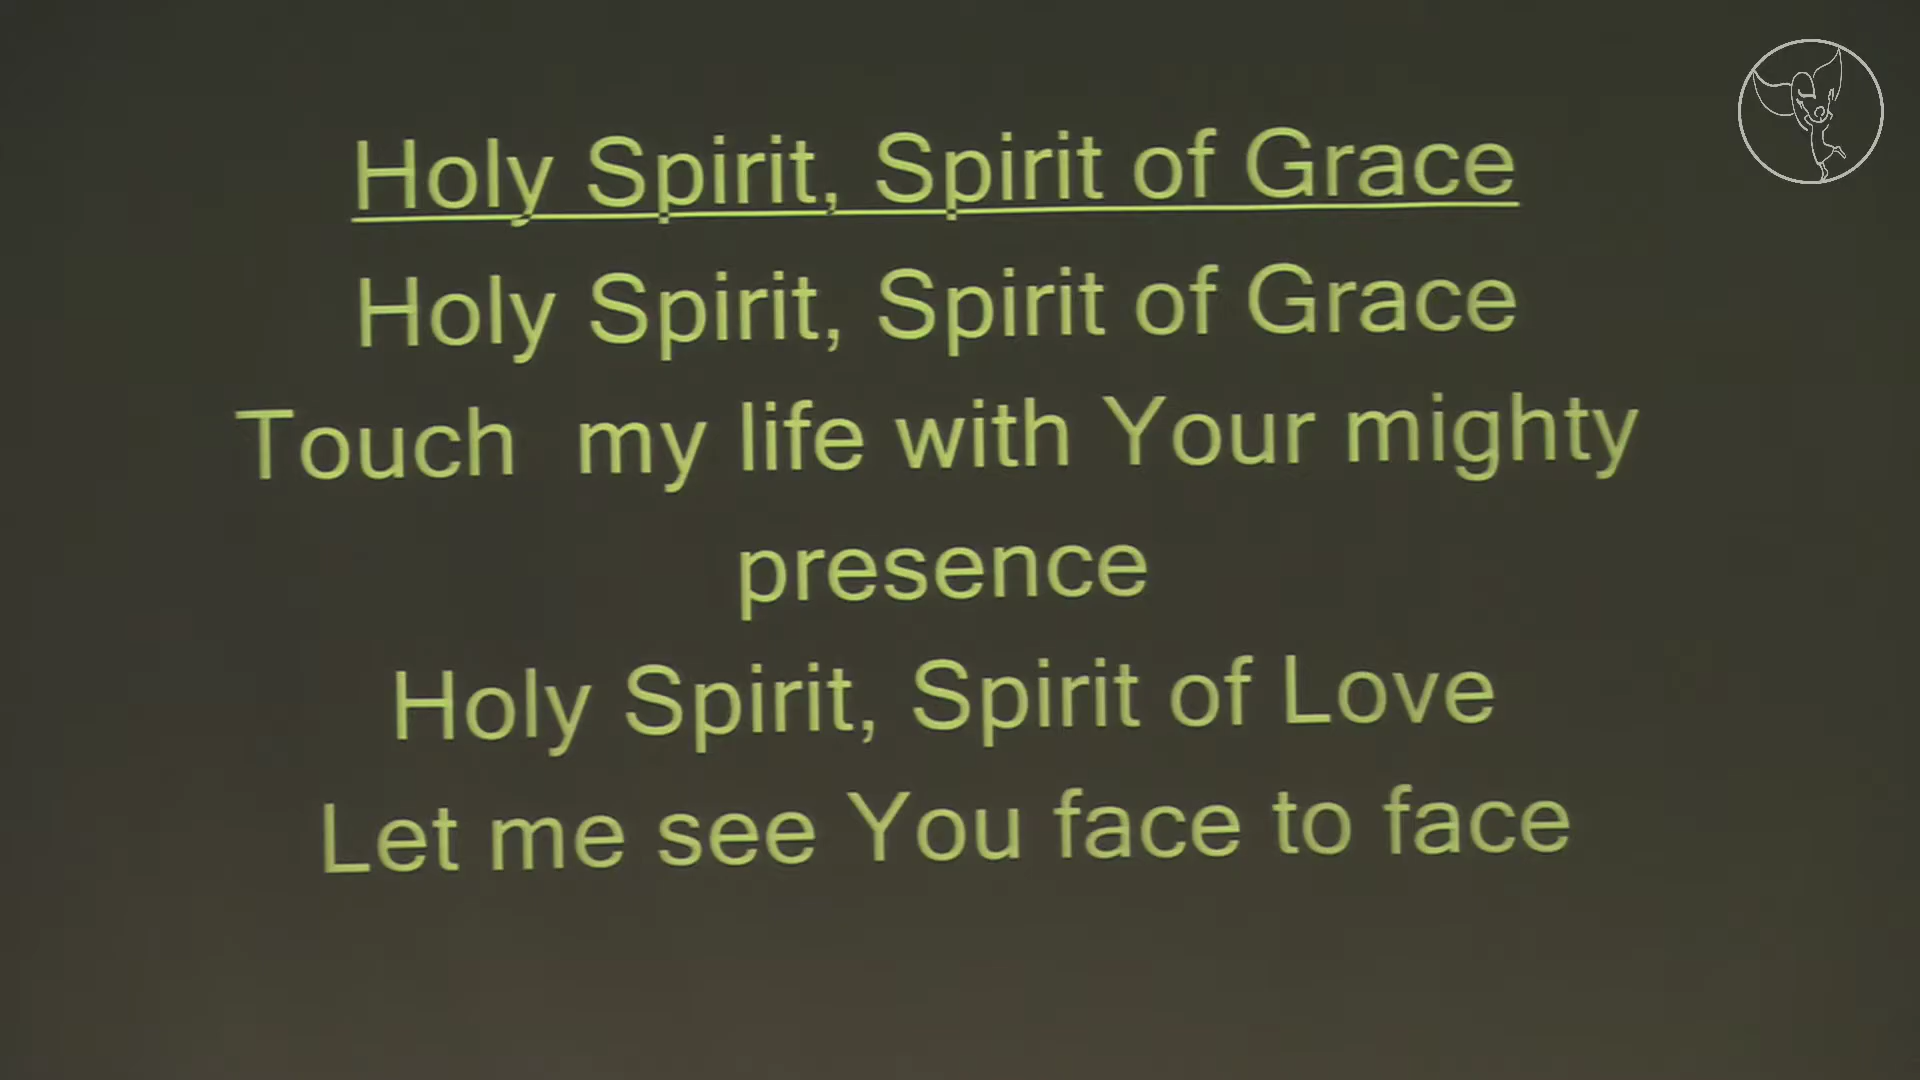 Holy Spirit, Spirit of Grace
Holy Spirit, Spirit of Grace
Touch  my life with Your mighty
presence
Holy Spirit, Spirit of Love
Let me see You face to face